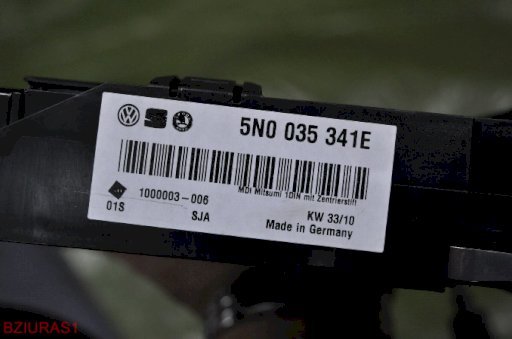 5N0 035 341E
MDI Mitsumi 1DIN mit Zentrierstift
1000003-006
01S
SJA
KW 33/10
Made in Germany
BZIURAS1